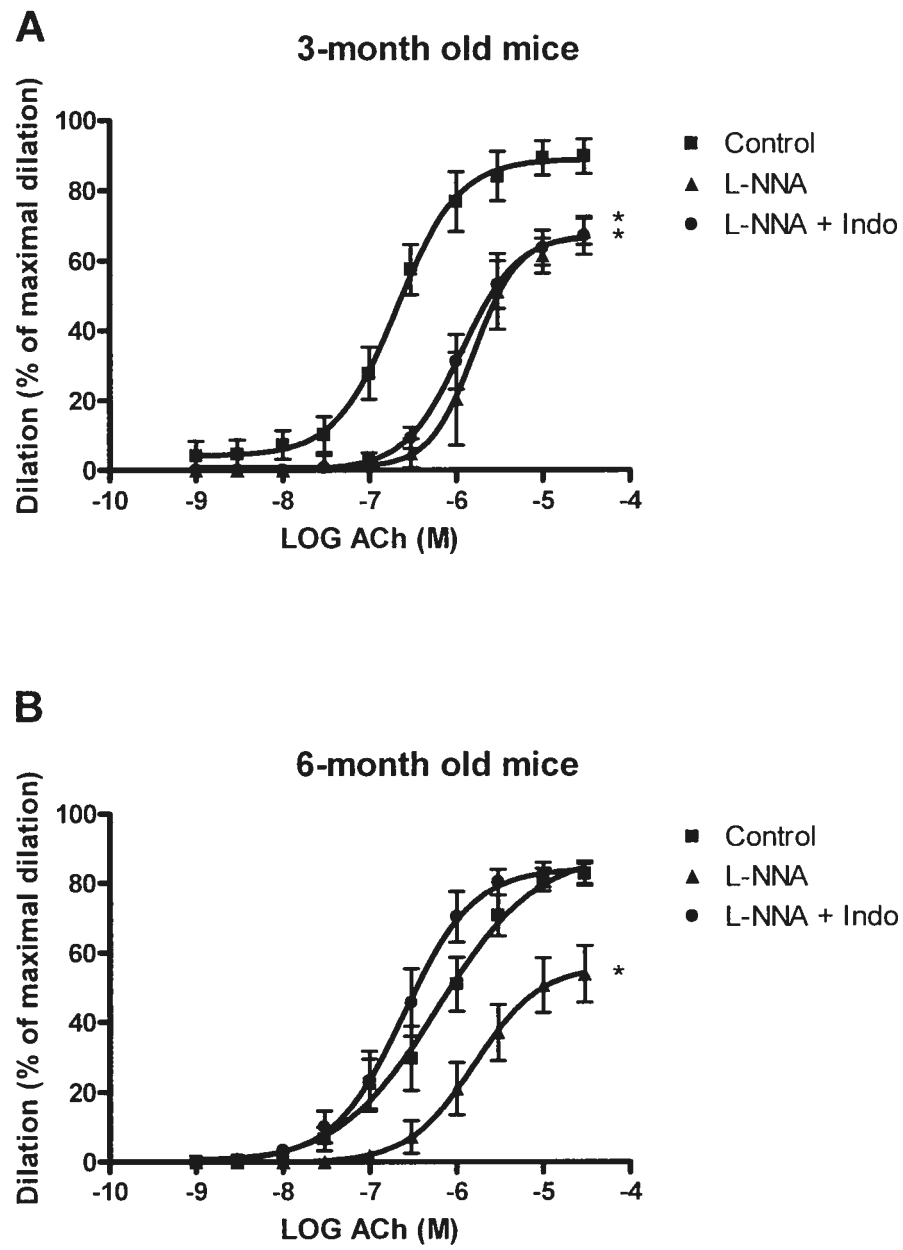 A
3-month old mice
Dilation (% of maximal dilation)
100
80
60
40
20
0
-10 -9 -8 -7 -6 -5 -4
LOG ACh (M)
Control
L-NNA
L-NNA + Indo
*
*
B
6-month old mice
Dilation (% of maximal dilation)
100
80
60
40
20
0
-10 -9 -8 -7 -6 -5 -4
LOG ACh (M)
Control
L-NNA
L-NNA + Indo
*